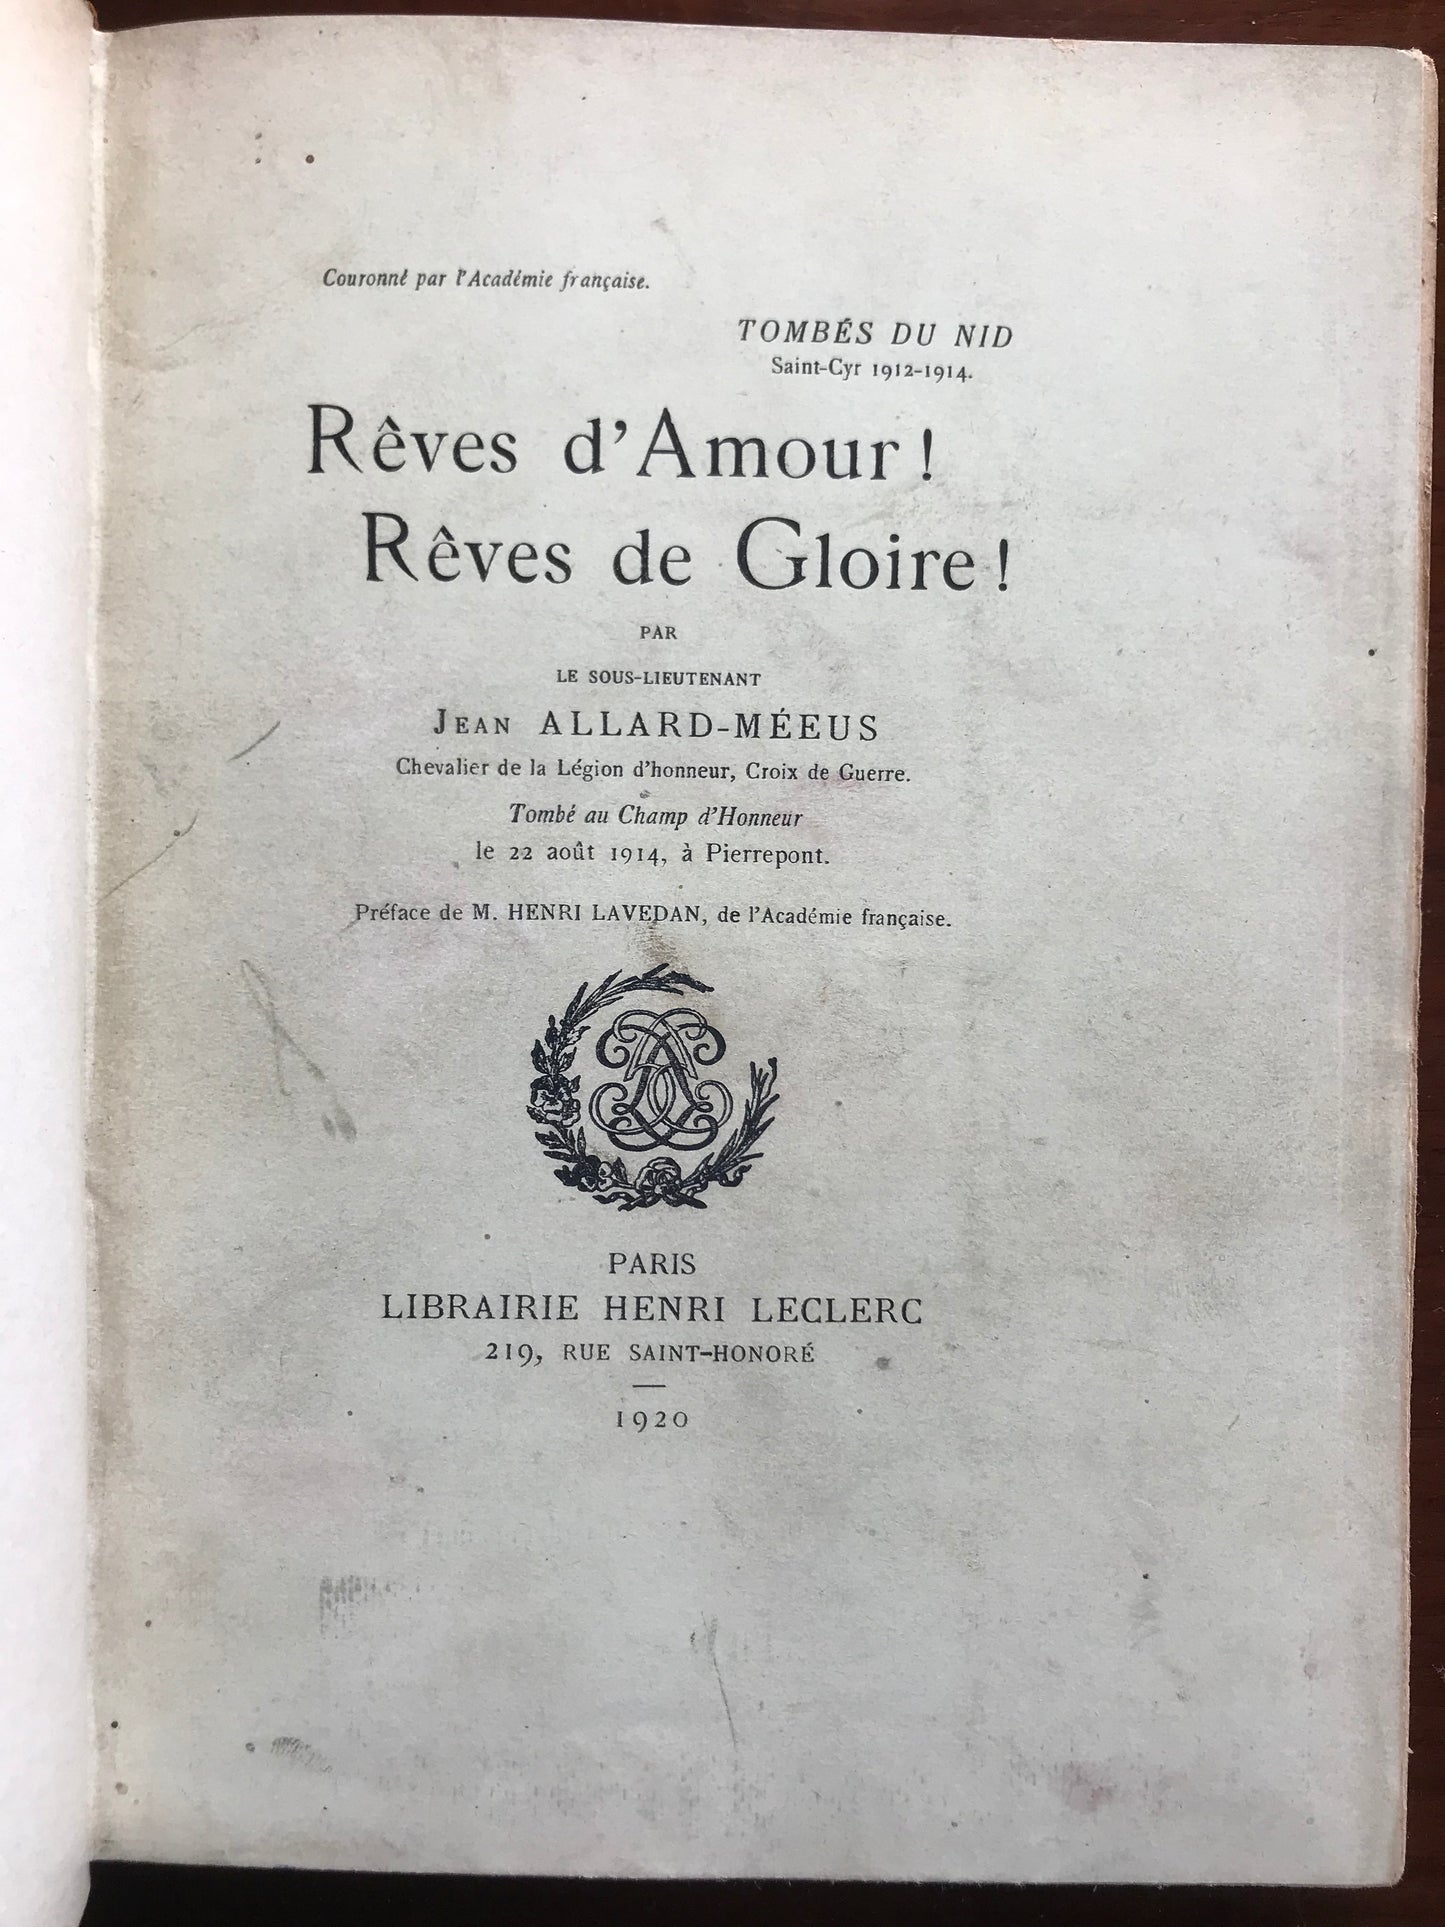 Couronné par l'Académie française.
TOMBÉS DU NID
Saint-Cyr 1912-1914.
Rêves d'Amour !
Rêves de Gloire !
PAR
LE SOUS-LIEUTENANT
JEAN ALLARD-MÉEUS
Chevalier de la Légion d'honneur, Croix de Guerre.
Tombé au Champ d'Honneur
le 22 août 1914, à Pierrepont.
Préface de M. HENRI LAVEDAN, de l'Académie française.
PARIS
LIBRAIRIE HENRI LECLERC
219, RUE SAINT-HONORÉ
1920